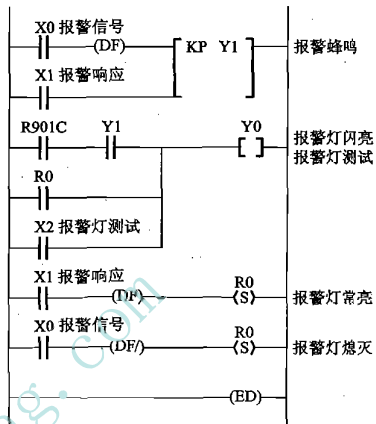 X0 报警信号
(DF)
KP Y1
报警蜂鸣
X1 报警响应
R901C
Y1
Y0
报警灯闪亮
报警灯测试
R0
X2 报警灯测试
X1 报警响应
(DF)
R0
(S)
报警灯常亮
X0 报警信号
(DF/)
R0
(S)
报警灯熄灭
(ED)
ng.com